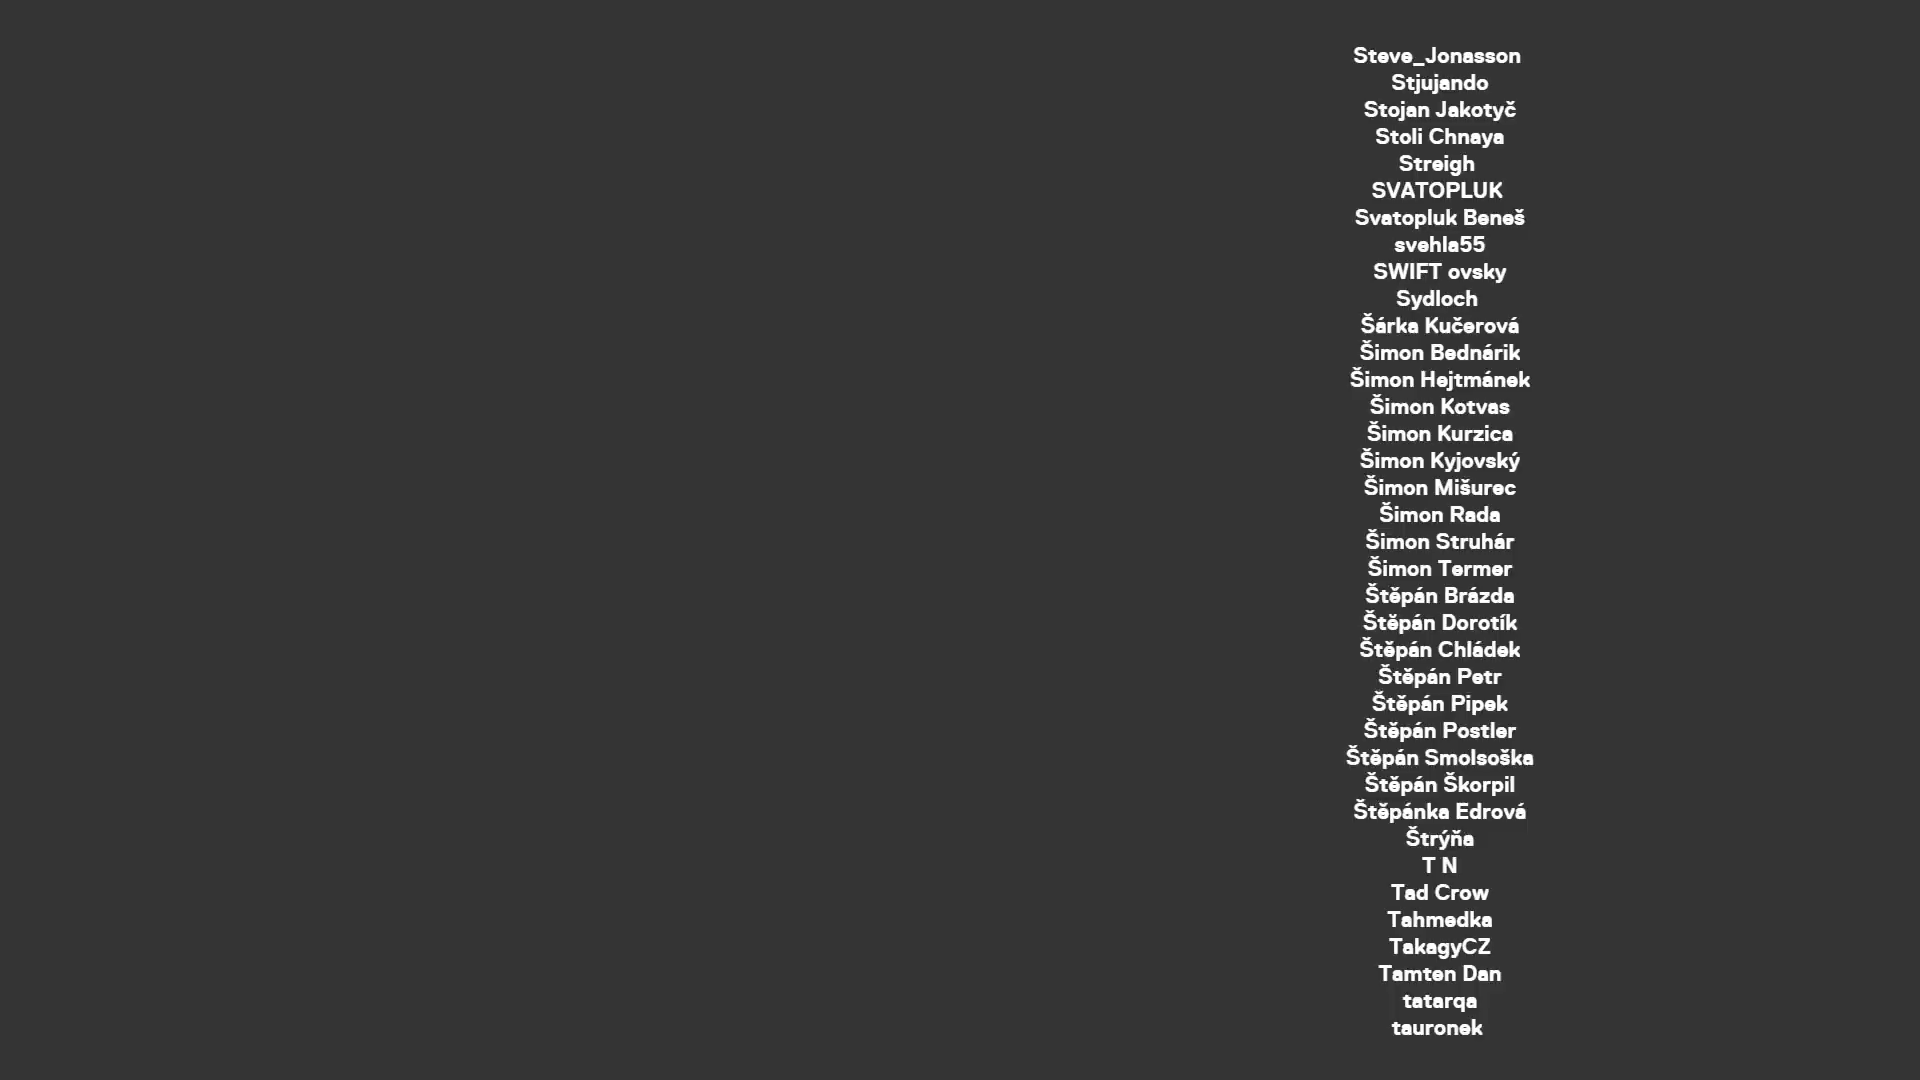 Steve_Jonasson
Stjujando
Stojan Jakotyč
Stoli Chnaya
Streigh
SVATOPLUK
Svatopluk Beneš
svehla55
SWIFT ovsky
Sydloch
Šárka Kučerová
Šimon Bednárik
Šimon Hejtmánek
Šimon Kotvas
Šimon Kurzica
Šimon Kyjovský
Šimon Mišurec
Šimon Rada
Šimon Struhár
Šimon Termer
Štěpán Brázda
Štěpán Dorotík
Štěpán Chládek
Štěpán Petr
Štěpán Pipek
Štěpán Postler
Štěpán Smolsoška
Štěpán Škorpil
Štěpánka Edrová
Štrýňa
T N
Tad Crow
Tahmedka
TakagyCZ
Tamten Dan
tatarqa
tauronek